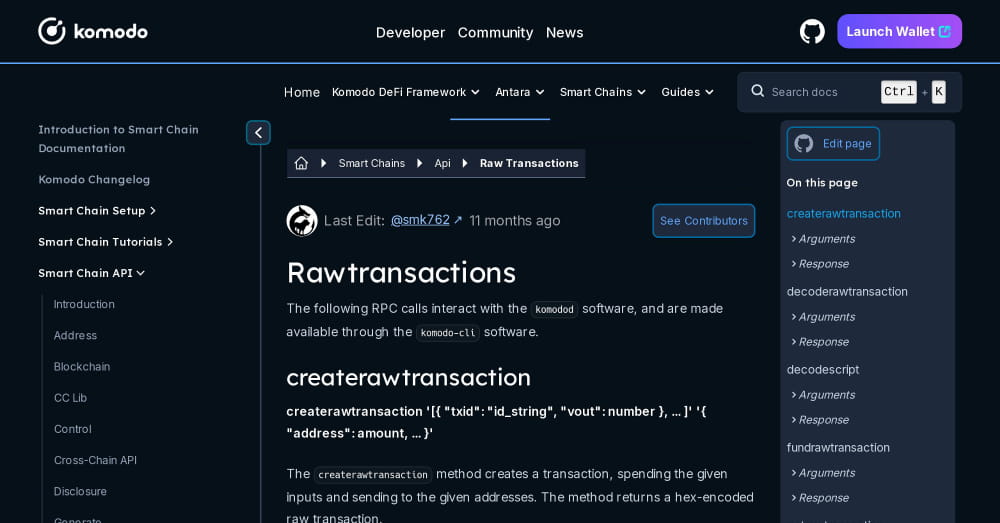 komodo
Developer Community News
Launch Wallet
Home Komodo DeFi Framework Antara Smart Chains Guides
Search docs Ctrl + K
Introduction to Smart Chain
Documentation
Komodo Changelog
Smart Chain Setup
Smart Chain Tutorials
Smart Chain API
Introduction
Address
Blockchain
CC Lib
Control
Cross-Chain API
Disclosure
Generate
Smart Chains Api Raw Transactions
Last Edit: @smk762 ↗ 11 months ago
See Contributors
Rawtransactions
The following RPC calls interact with the komodod software, and are made
available through the komodo-cli software.
createrawtransaction
createrawtransaction '[{ "txid": "id_string", "vout": number }, ... ]' '{
"address": amount, ... }'
The createrawtransaction method creates a transaction, spending the given
inputs and sending to the given addresses. The method returns a hex-encoded
raw transaction.
Edit page
On this page
createrawtransaction
Arguments
Response
decoderawtransaction
Arguments
Response
decodescript
Arguments
Response
fundrawtransaction
Arguments
Response